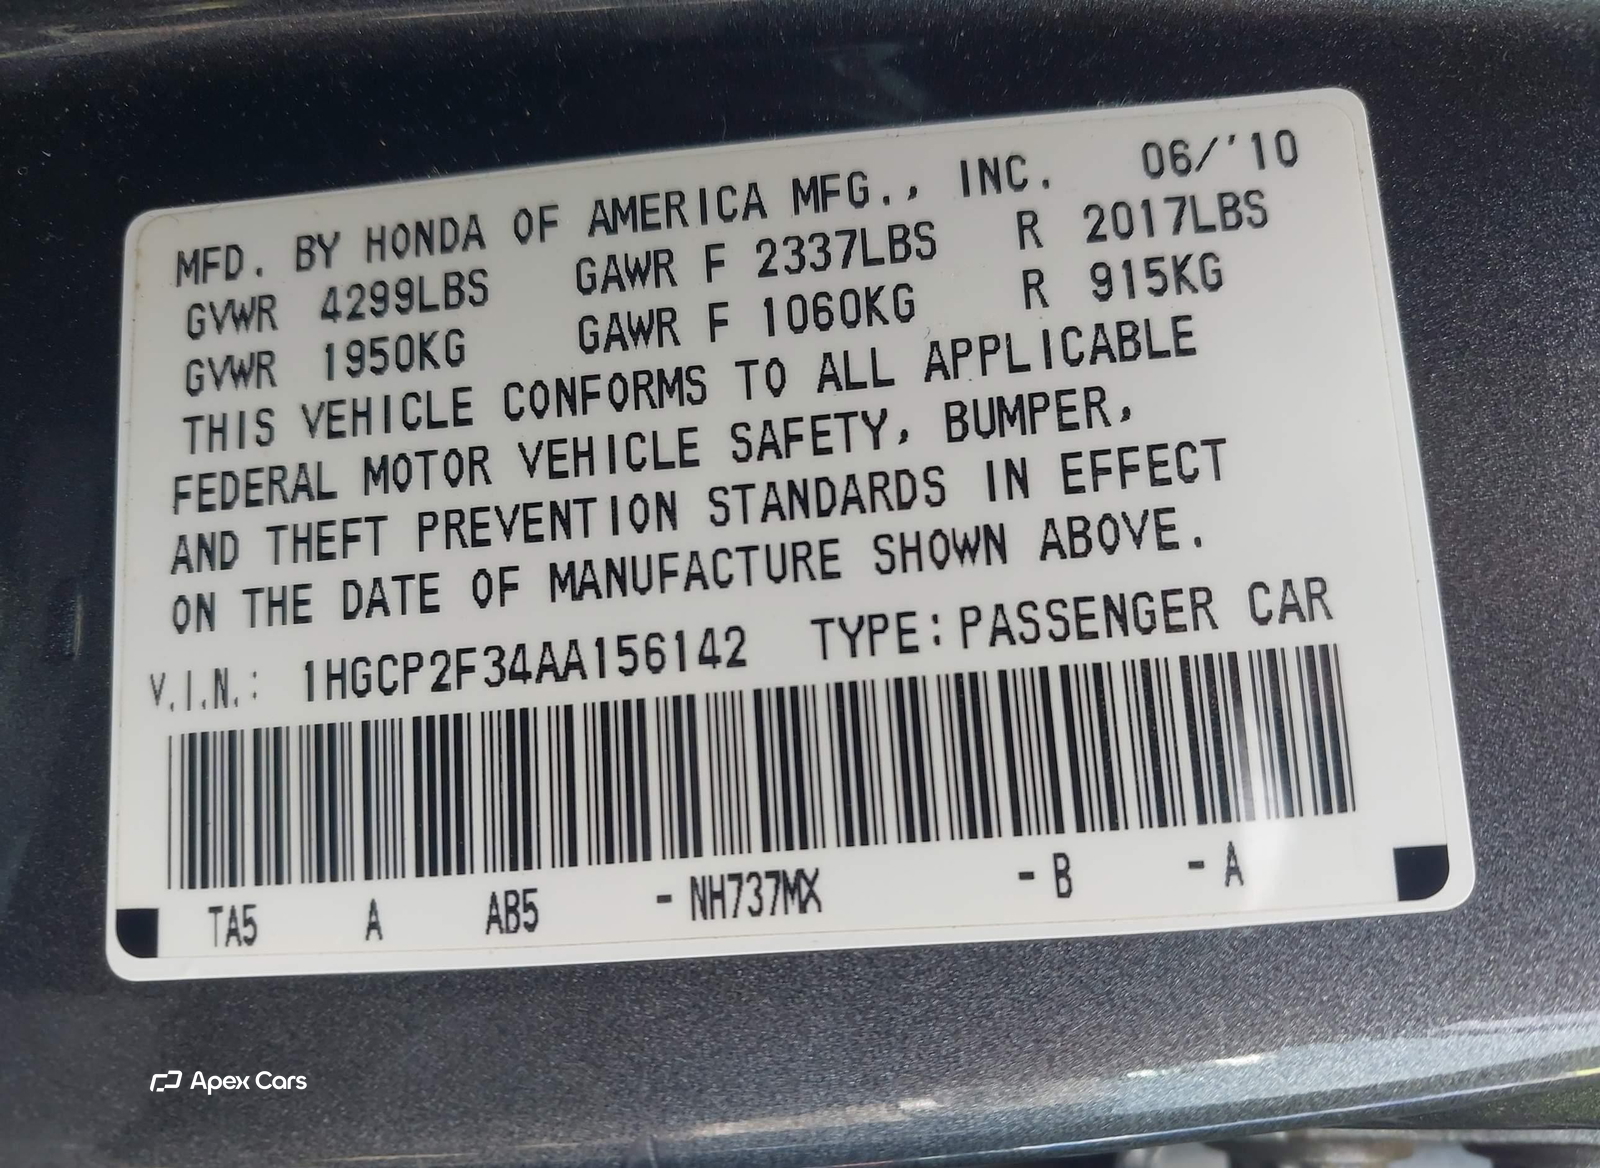 MFD. BY HONDA OF AMERICA MFG., INC. 06/'10
GVWR 4299LBS GAWR F 2337LBS R 2017LBS
GVWR 1950KG GAWR F 1060KG R 915KG
THIS VEHICLE CONFORMS TO ALL APPLICABLE
FEDERAL MOTOR VEHICLE SAFETY, BUMPER,
AND THEFT PREVENTION STANDARDS IN EFFECT
ON THE DATE OF MANUFACTURE SHOWN ABOVE.
V.I.N.: 1HGCP2F34AA156142 TYPE:PASSENGER CAR
TA5 A AB5 -NH737MX -B -A
Apex Cars